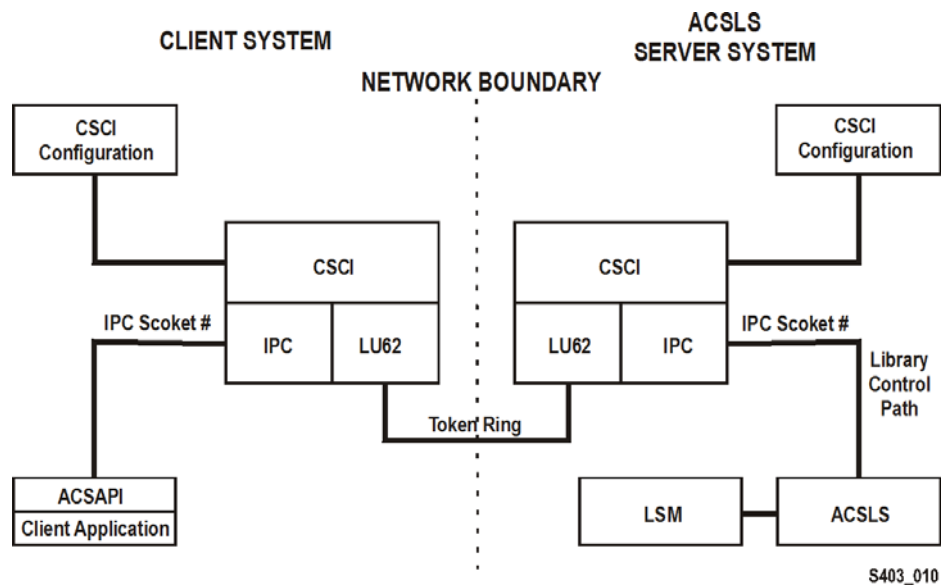 CLIENT SYSTEM
ACSLS
SERVER SYSTEM
NETWORK BOUNDARY
CSCI
Configuration
CSCI
Configuration
CSCI
IPC
LU62
CSCI
LU62
IPC
IPC Scoket #
IPC Scoket #
Library
Control
Path
Token Ring
ACSAPI
Client Application
LSM
ACSLS
S403_010